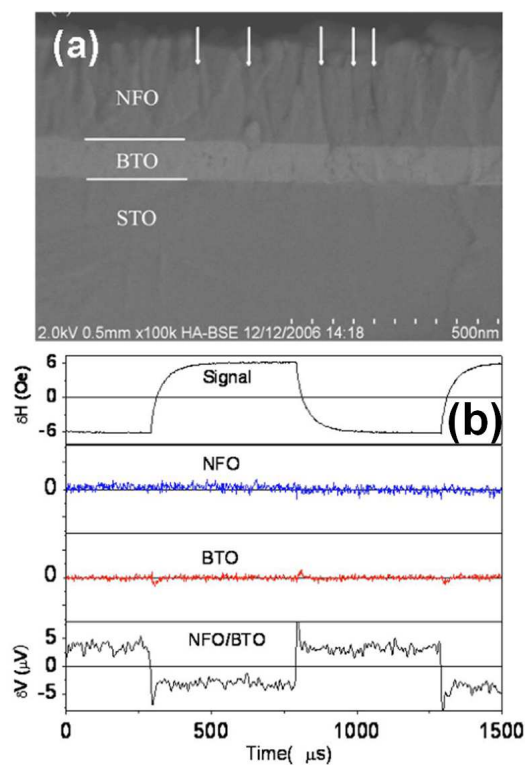 (a)
NFO
BTO
STO
2.0kV 0.5mm x100k HA-BSE 12/12/2006 14:18 500nm
6
0
-6
δH (Oe)
Signal
(b)
NFO
0
BTO
0
NFO/BTO
5
0
-5
δV (μV)
0 500 1000 1500
Time( μs)